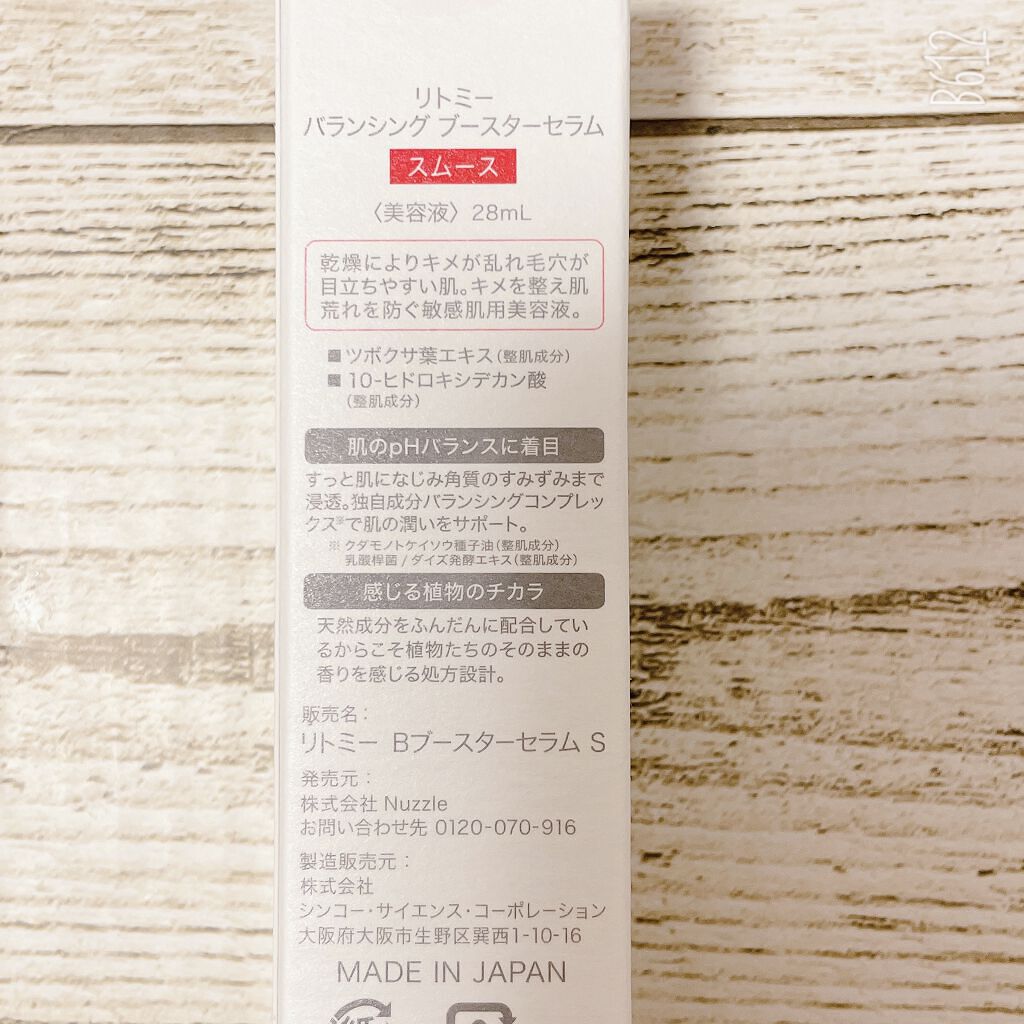 リトミー
バランシング ブースターセラム
スムース
〈美容液〉28mL
乾燥によりキメが乱れ毛穴が
目立ちやすい肌。キメを整え肌
荒れを防ぐ敏感肌用美容液。
■ ツボクサ葉エキス(整肌成分)
■ 10-ヒドロキシデカン酸
(整肌成分)
肌のpHバランスに着目
すっと肌になじみ角質のすみずみまで
浸透。独自成分バランシングコンプレッ
クス※で肌の潤いをサポート。
※ クダモノトケイソウ種子油(整肌成分)
乳酸桿菌/ダイズ発酵エキス(整肌成分)
感じる植物のチカラ
天然成分をふんだんに配合してい
るからこそ植物たちのそのままの
香りを感じる処方設計。
販売名：
リトミー Bブースターセラム S
発売元：
株式会社 Nuzzle
お問い合わせ先 0120-070-916
製造販売元：
株式会社
シンコー・サイエンス・コーポレーション
大阪府大阪市生野区巽西1-10-16
MADE IN JAPAN
B612